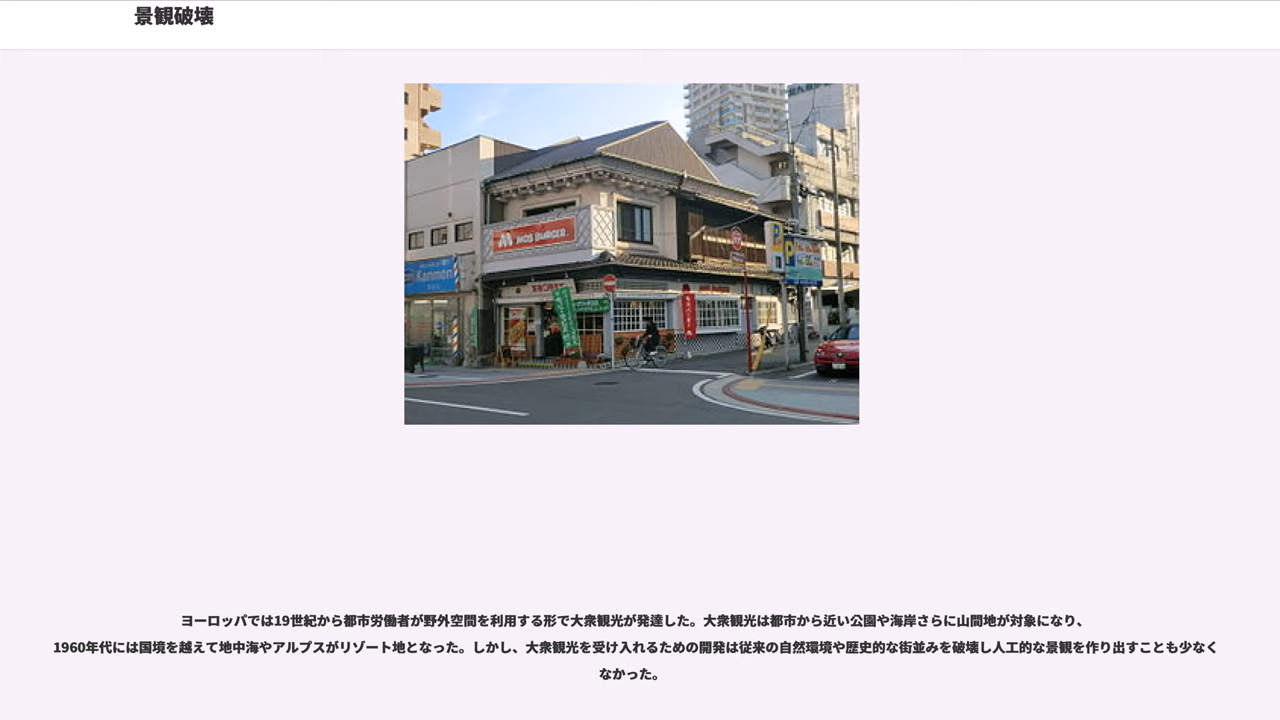 景観破壊
MOS BURGER
Kanmon
P
P
ヨーロッパでは19世紀から都市労働者が野外空間を利用する形で大衆観光が発達した。大衆観光は都市から近い公園や海岸さらに山間地が対象になり、
1960年代には国境を越えて地中海やアルプスがリゾート地となった。しかし、大衆観光を受け入れるための開発は従来の自然環境や歴史的な街並みを破壊し人工的な景観を作り出すことも少なく
なかった。